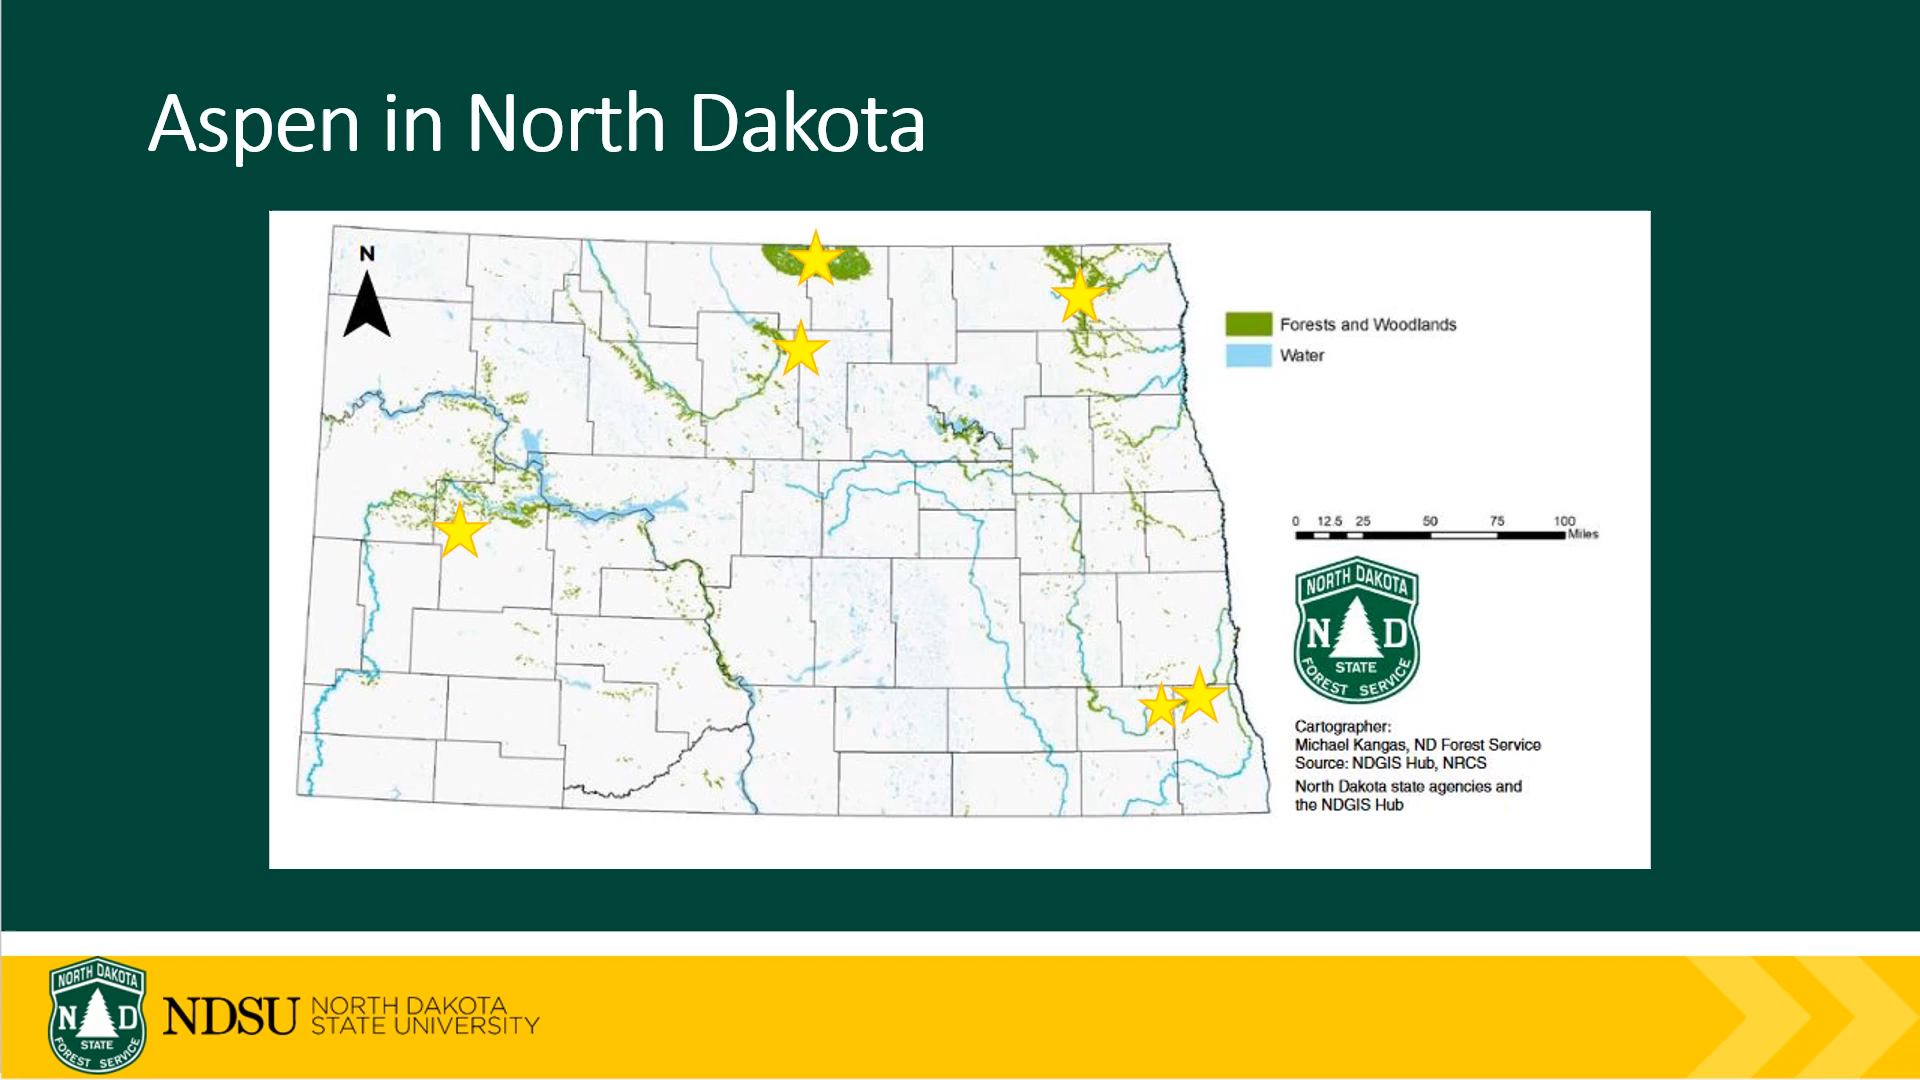 Aspen in North Dakota
N
Forests and Woodlands
Water
0 12.5 25 50 75 100
Miles
NORTH DAKOTA
N D
STATE
FOREST SERVICE
Cartographer:
Michael Kangas, ND Forest Service
Source: NDGIS Hub, NRCS
North Dakota state agencies and
the NDGIS Hub
NORTH DAKOTA
N D
STATE
FOREST SERVICE
NDSU NORTH DAKOTA
STATE UNIVERSITY